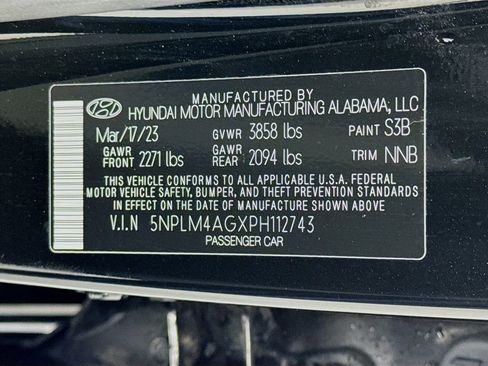 MANUFACTURED BY
HYUNDAI MOTOR MANUFACTURING ALABAMA, LLC
Mar/17/23 GVWR 3858 lbs PAINT S3B
GAWR FRONT 2271 lbs GAWR REAR 2094 lbs TRIM NNB
THIS VEHICLE CONFORMS TO ALL APPLICABLE U.S.A. FEDERAL
MOTOR VEHICLE SAFETY, BUMPER, AND THEFT PREVENTION STANDARDS
IN EFFECT ON THE DATE OF MANUFACTURE SHOWN ABOVE
V.I.N 5NPLM4AGXPH112743
PASSENGER CAR